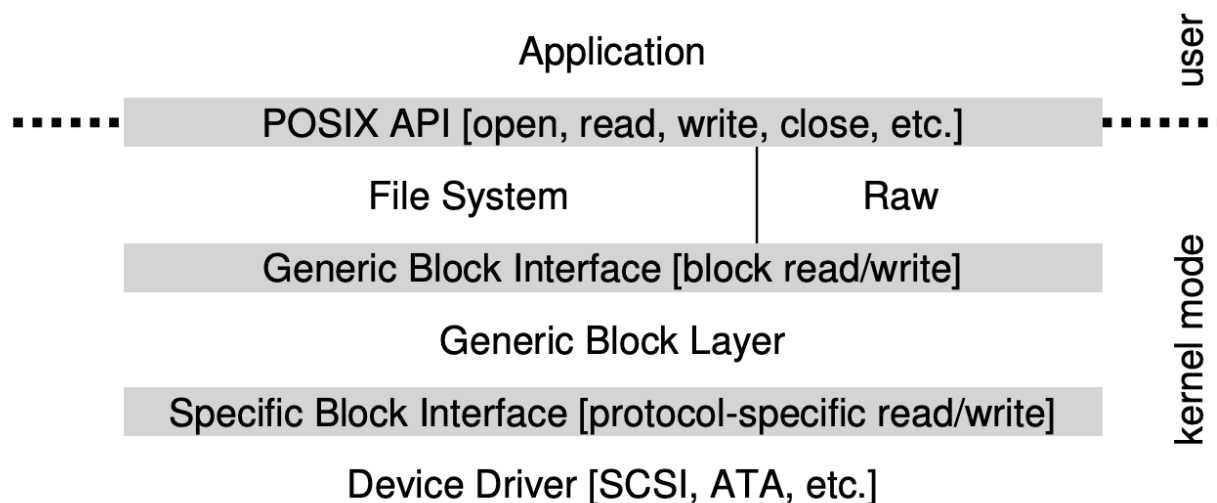 Application
user
POSIX API [open, read, write, close, etc.]
File System
Raw
Generic Block Interface [block read/write]
Generic Block Layer
kernel mode
Specific Block Interface [protocol-specific read/write]
Device Driver [SCSI, ATA, etc.]